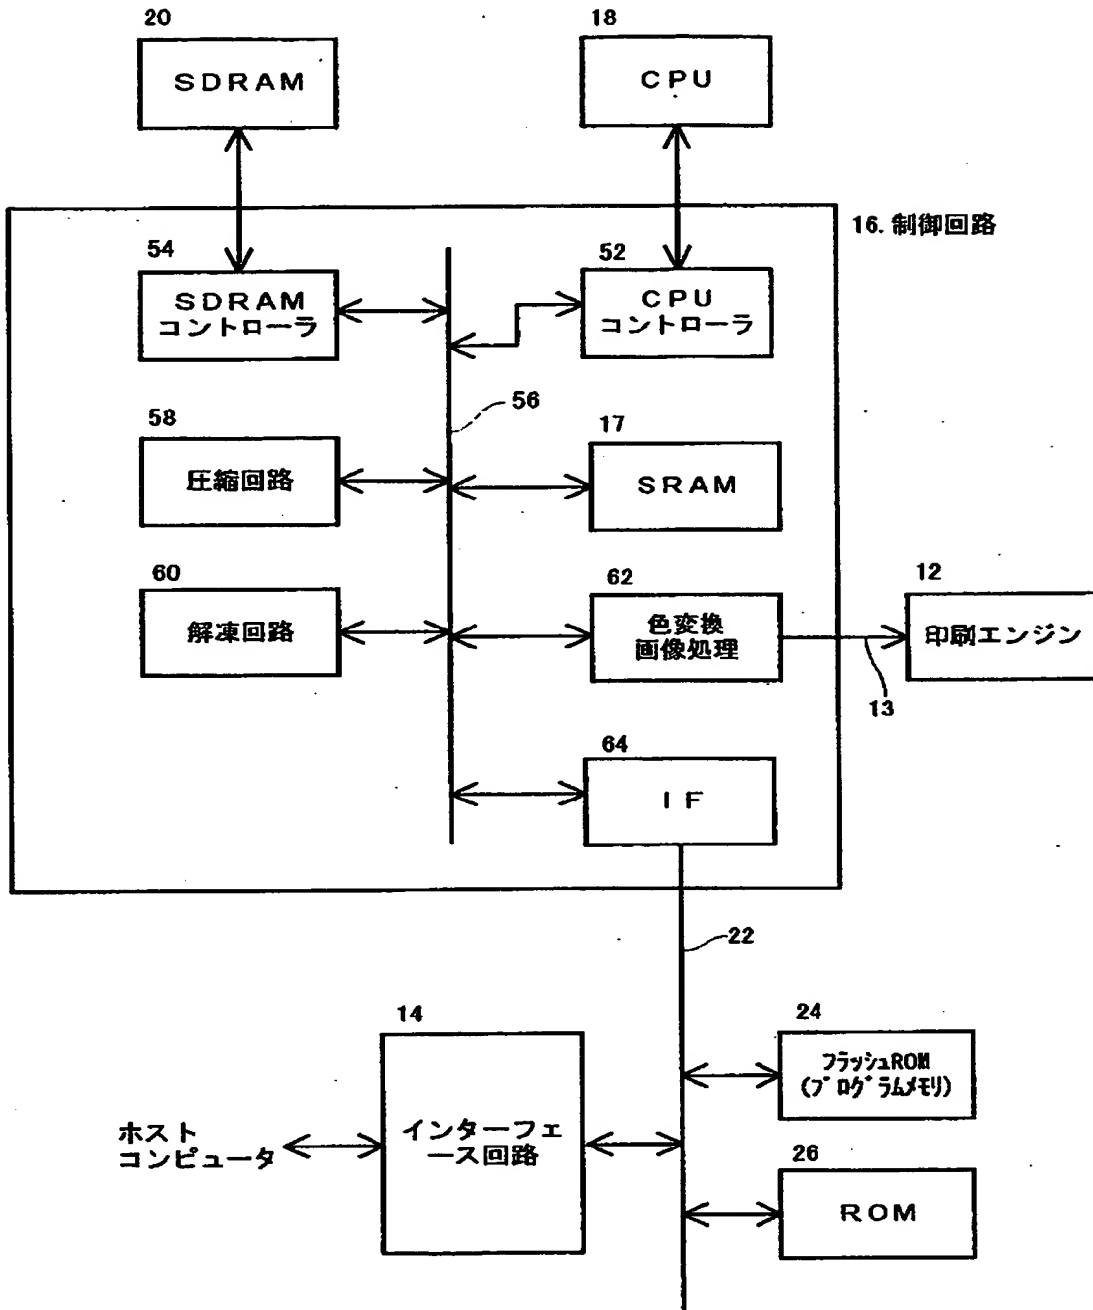 20
SDRAM
18
CPU
16. 制御回路
54
SDRAM
コントローラ
52
CPU
コントローラ
56
58
圧縮回路
17
SRAM
60
解凍回路
62
色変換
画像処理
12
印刷エンジン
13
64
IF
22
14
インターフェ
ース回路
ホスト
コンピュータ
24
フラッシュROM
(プログラムメモリ)
26
ROM